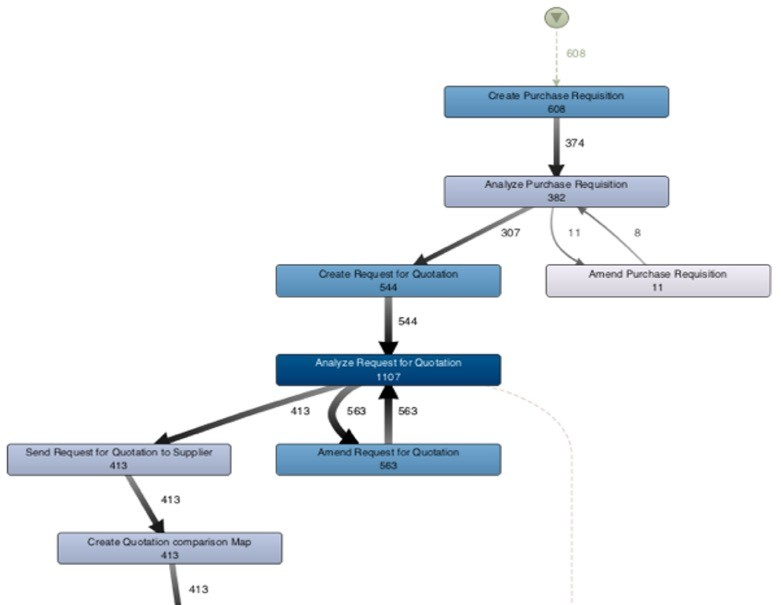 608
Create Purchase Requisition
608
374
Analyze Purchase Requisition
382
307
11
8
Create Request for Quotation
544
Amend Purchase Requisition
11
544
Analyze Request for Quotation
1107
413
563
563
Send Request for Quotation to Supplier
413
Amend Request for Quotation
563
413
Create Quotation comparison Map
413
413